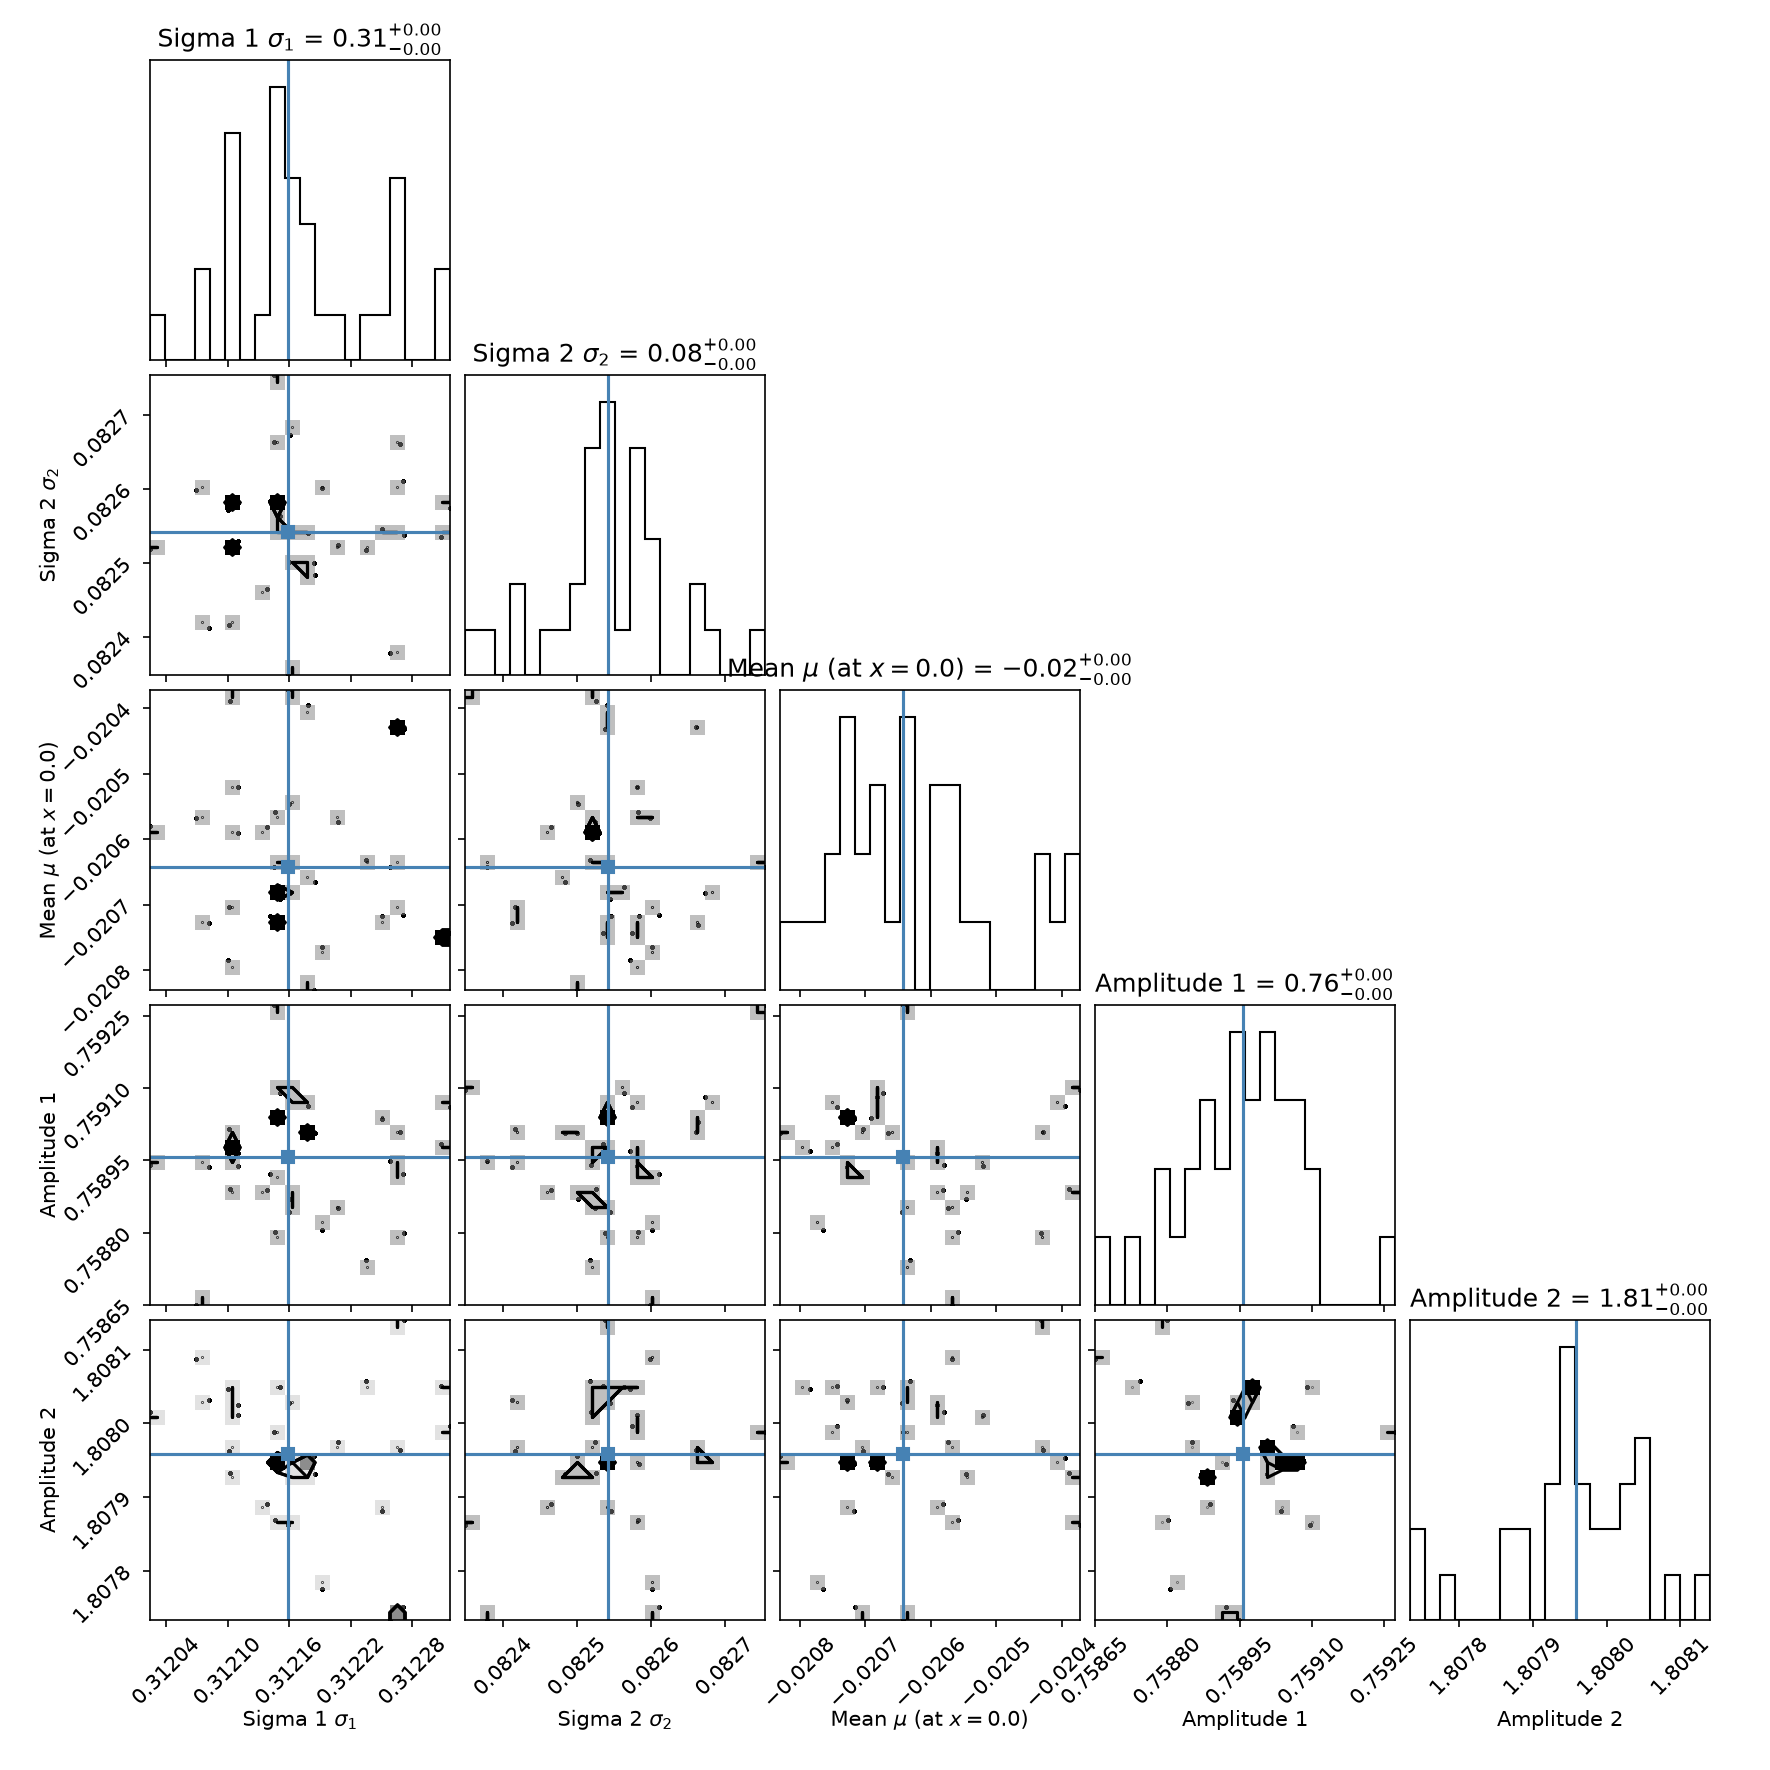 Sigma 1 σ₁ = 0.31+0.00 −0.00
Sigma 2 σ₂ = 0.08+0.00 −0.00
0.0827
0.0826
0.0825
0.0824
Sigma 2 σ₂
Mean μ (at x = 0.0) = −0.02+0.00 −0.00
−0.0204
−0.0205
−0.0206
−0.0207
−0.0208
Mean μ (at x = 0.0)
Amplitude 1 = 0.76+0.00 −0.00
0.75925
0.75910
0.75895
0.75880
0.75865
Amplitude 1
Amplitude 2 = 1.81+0.00 −0.00
1.8081
1.8080
1.8079
1.8078
Amplitude 2
0.31204 0.31210 0.31216 0.31222 0.31228 0.0824 0.0825 0.0826 0.0827 −0.0208 −0.0207 −0.0206 −0.0205 −0.0204 0.75865 0.75880 0.75895 0.75910 0.75925 1.8078 1.8079 1.8080 1.8081
Sigma 1 σ₁ Sigma 2 σ₂ Mean μ (at x = 0.0) Amplitude 1 Amplitude 2